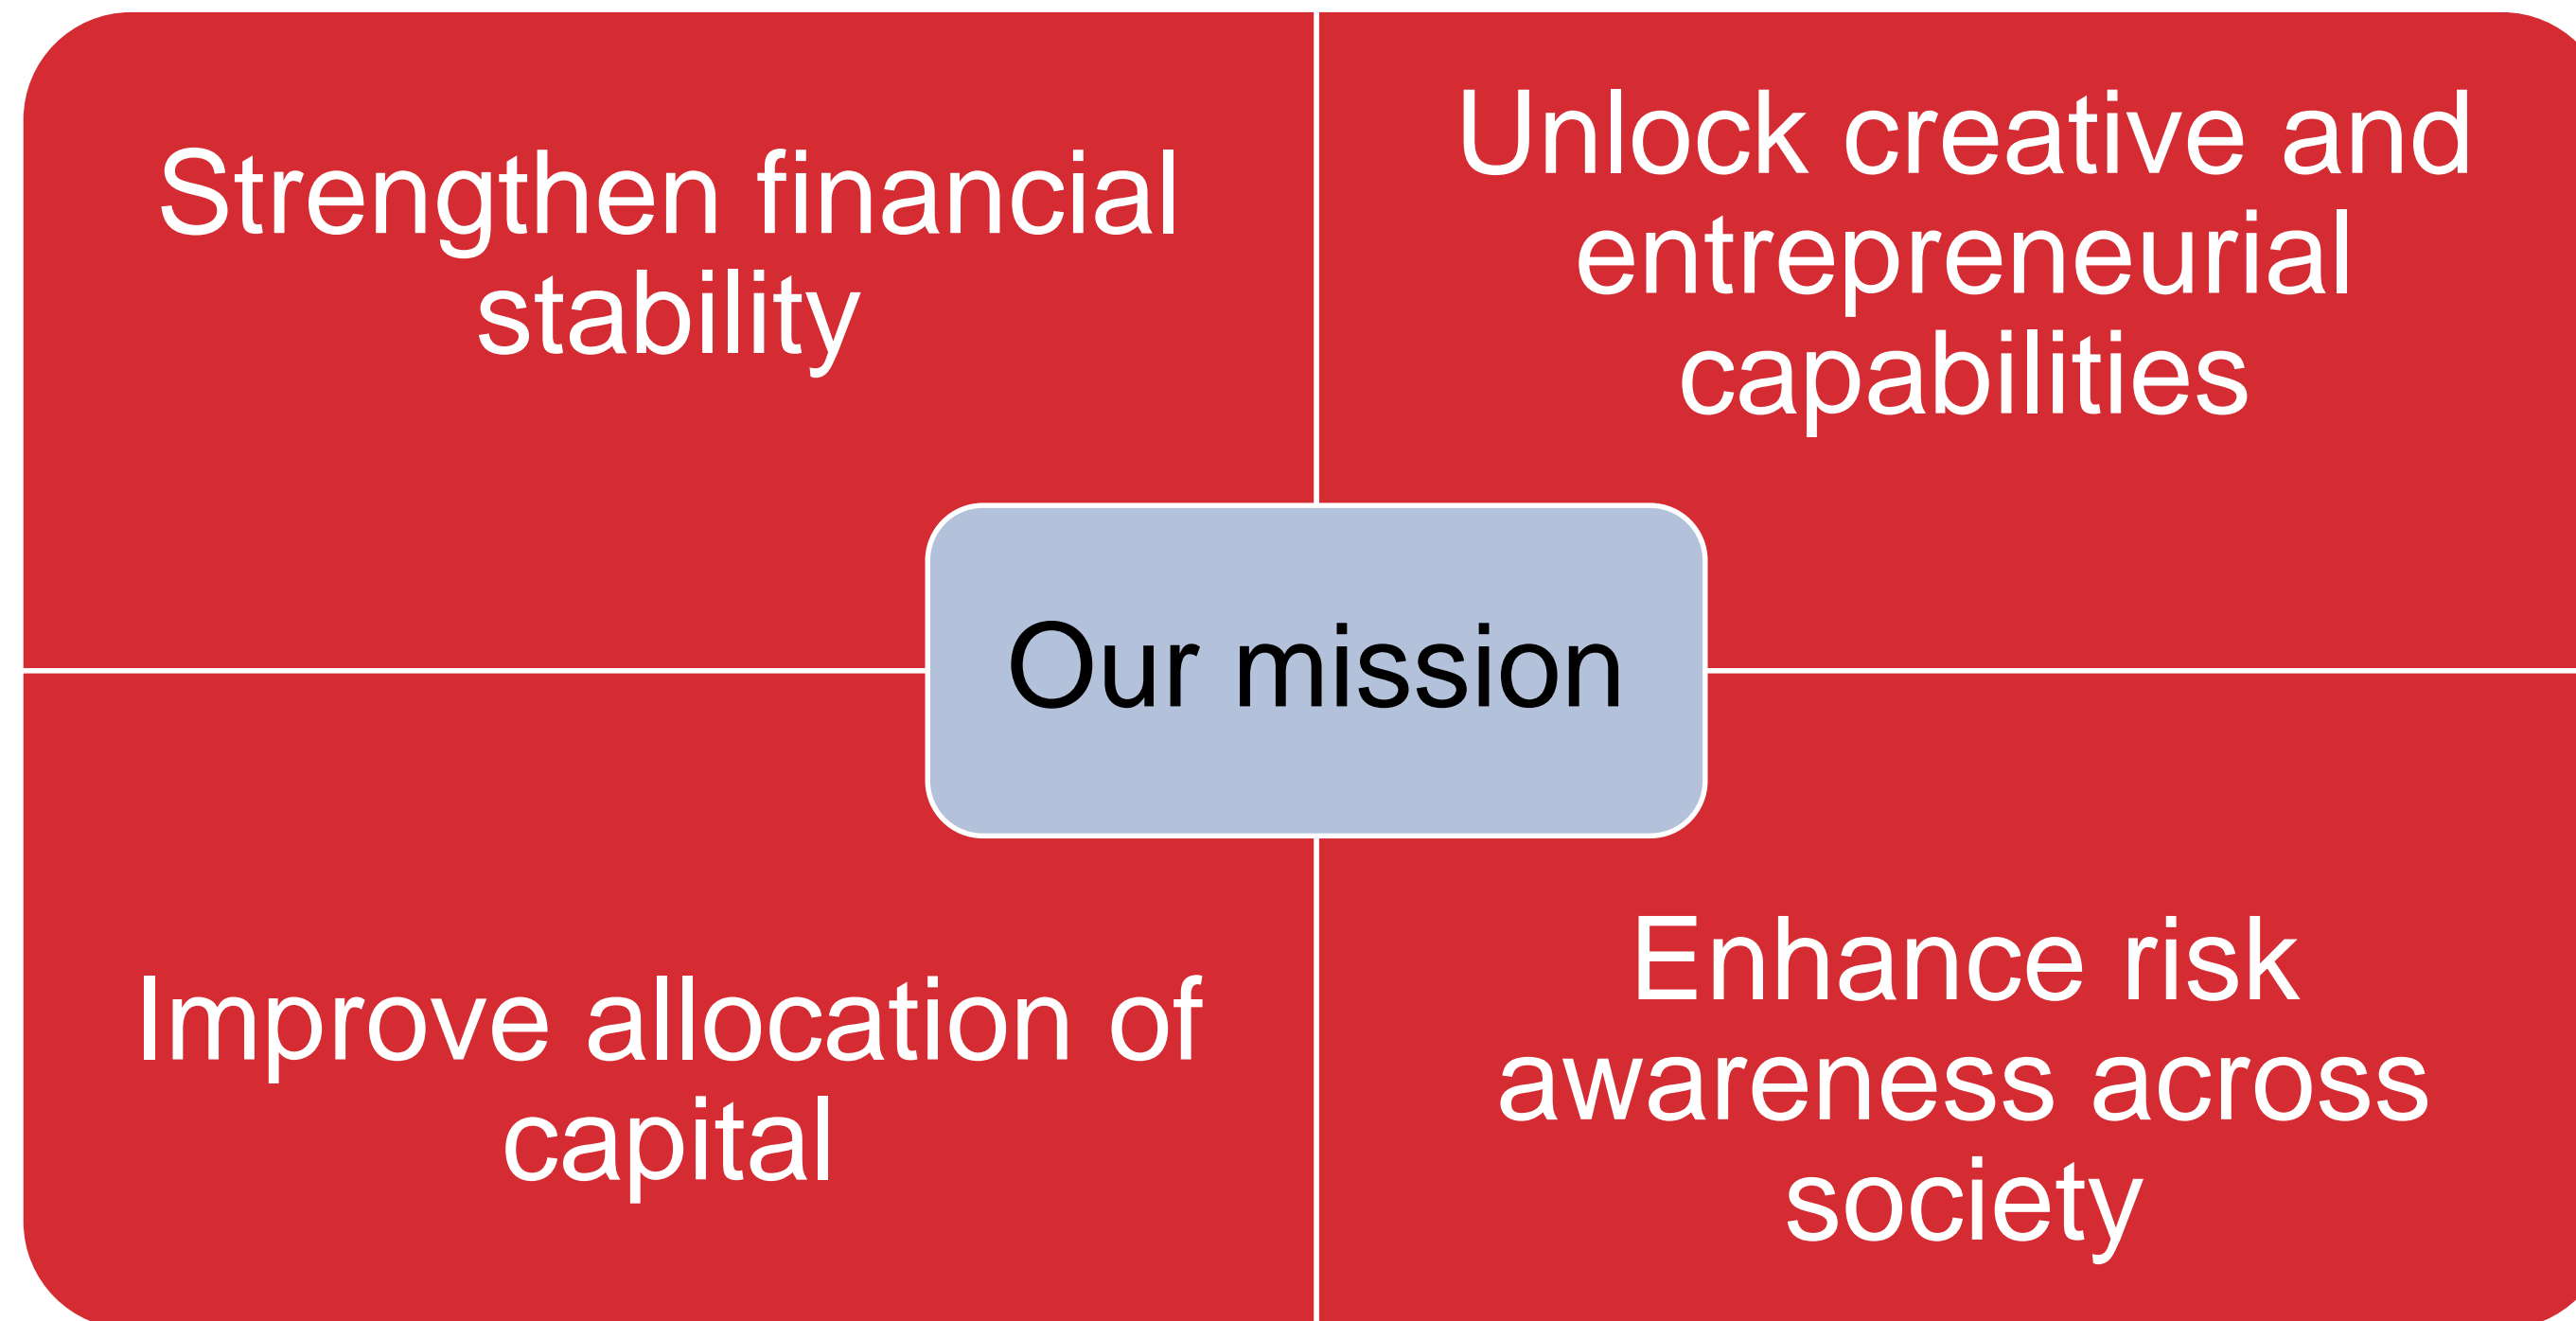 Strengthen financial
stability
Unlock creative and
entrepreneurial
capabilities
Our mission
Improve allocation of
capital
Enhance risk
awareness across
society